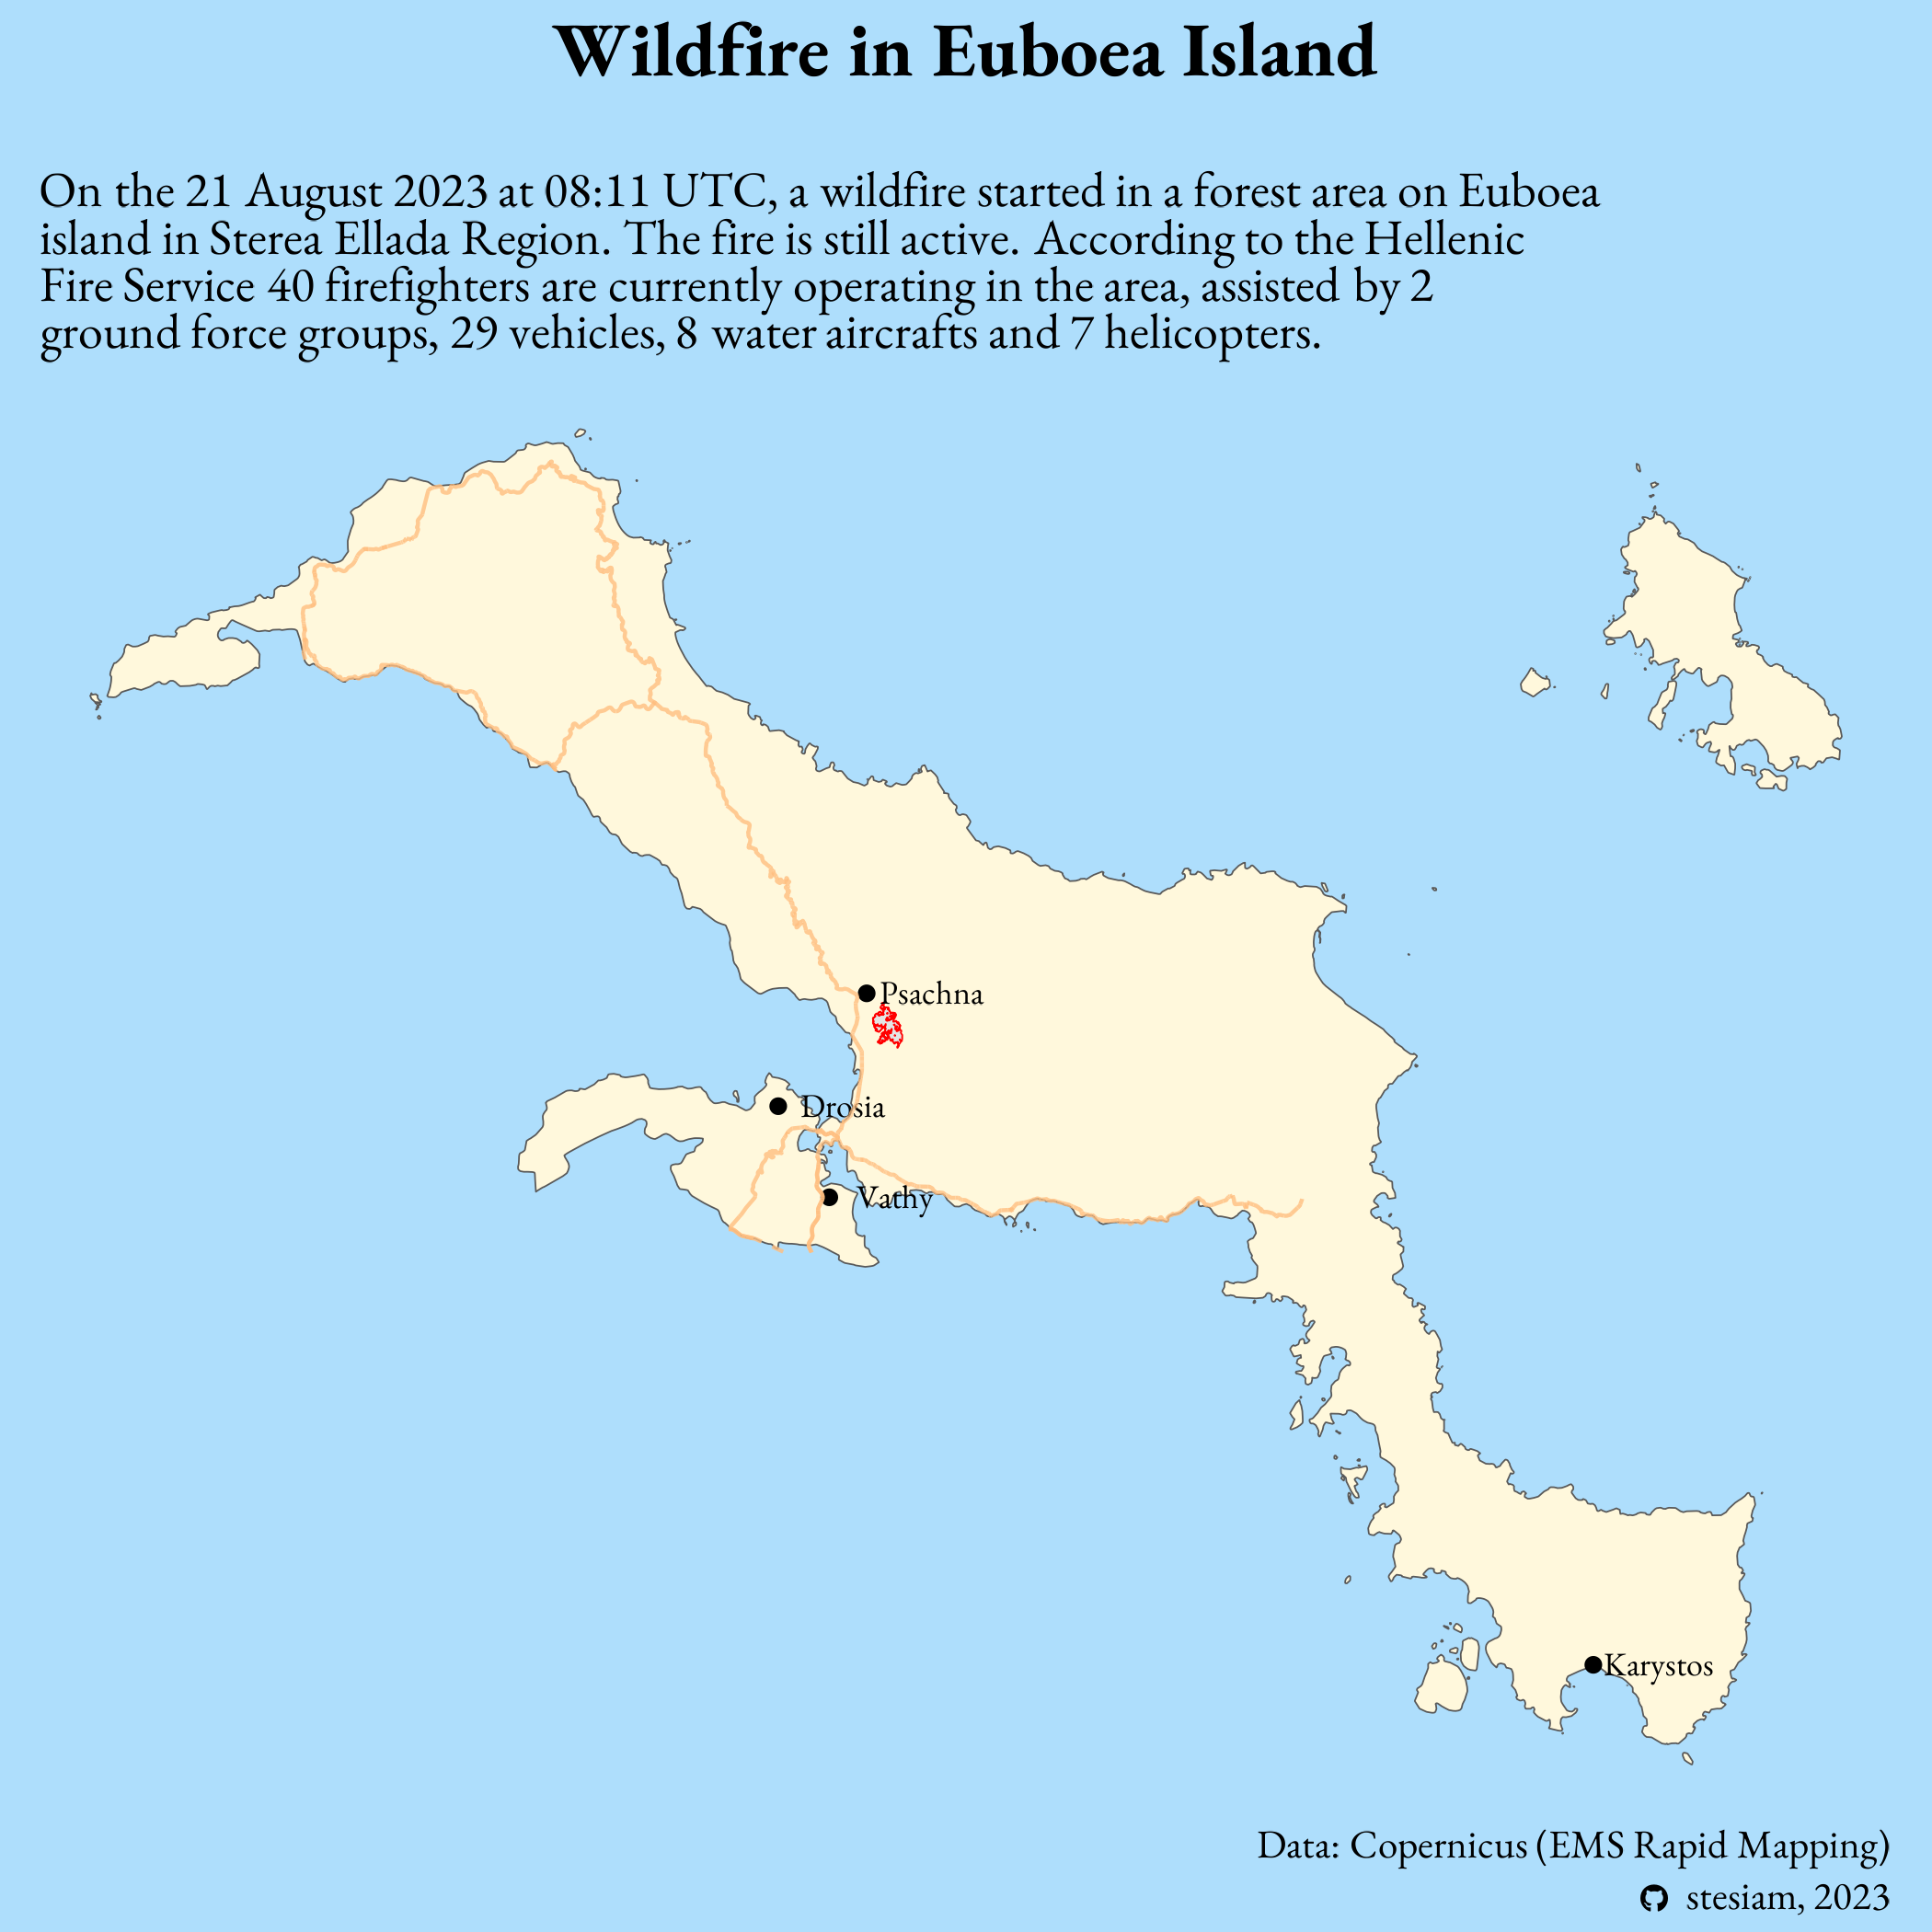 Wildfire in Euboea Island
On the 21 August 2023 at 08:11 UTC, a wildfire started in a forest area on Euboea
island in Sterea Ellada Region. The fire is still active. According to the Hellenic
Fire Service 40 firefighters are currently operating in the area, assisted by 2
ground force groups, 29 vehicles, 8 water aircrafts and 7 helicopters.
Psachna
Drosia
Vathy
Karystos
Data: Copernicus (EMS Rapid Mapping)
stesiam, 2023